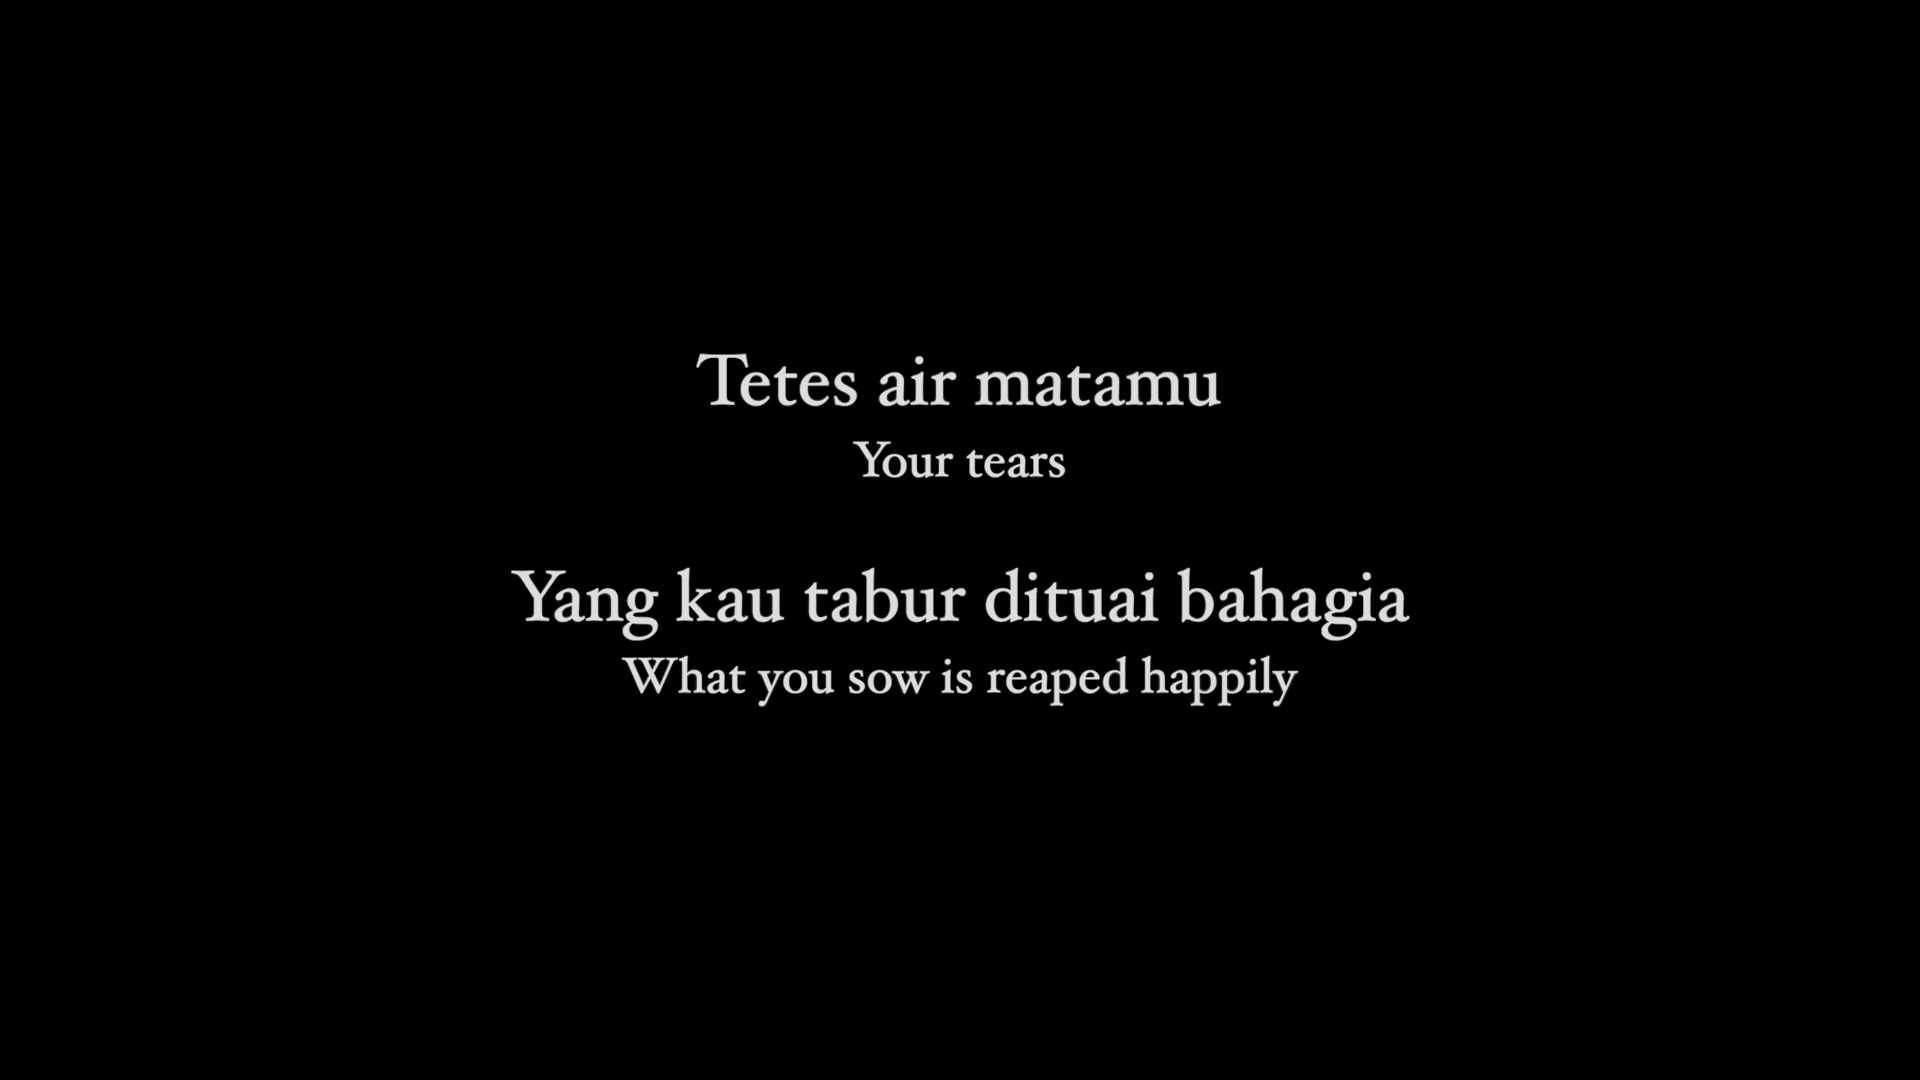 Tetes air matamu
Your tears
Yang kau tabur dituai bahagia
What you sow is reaped happily